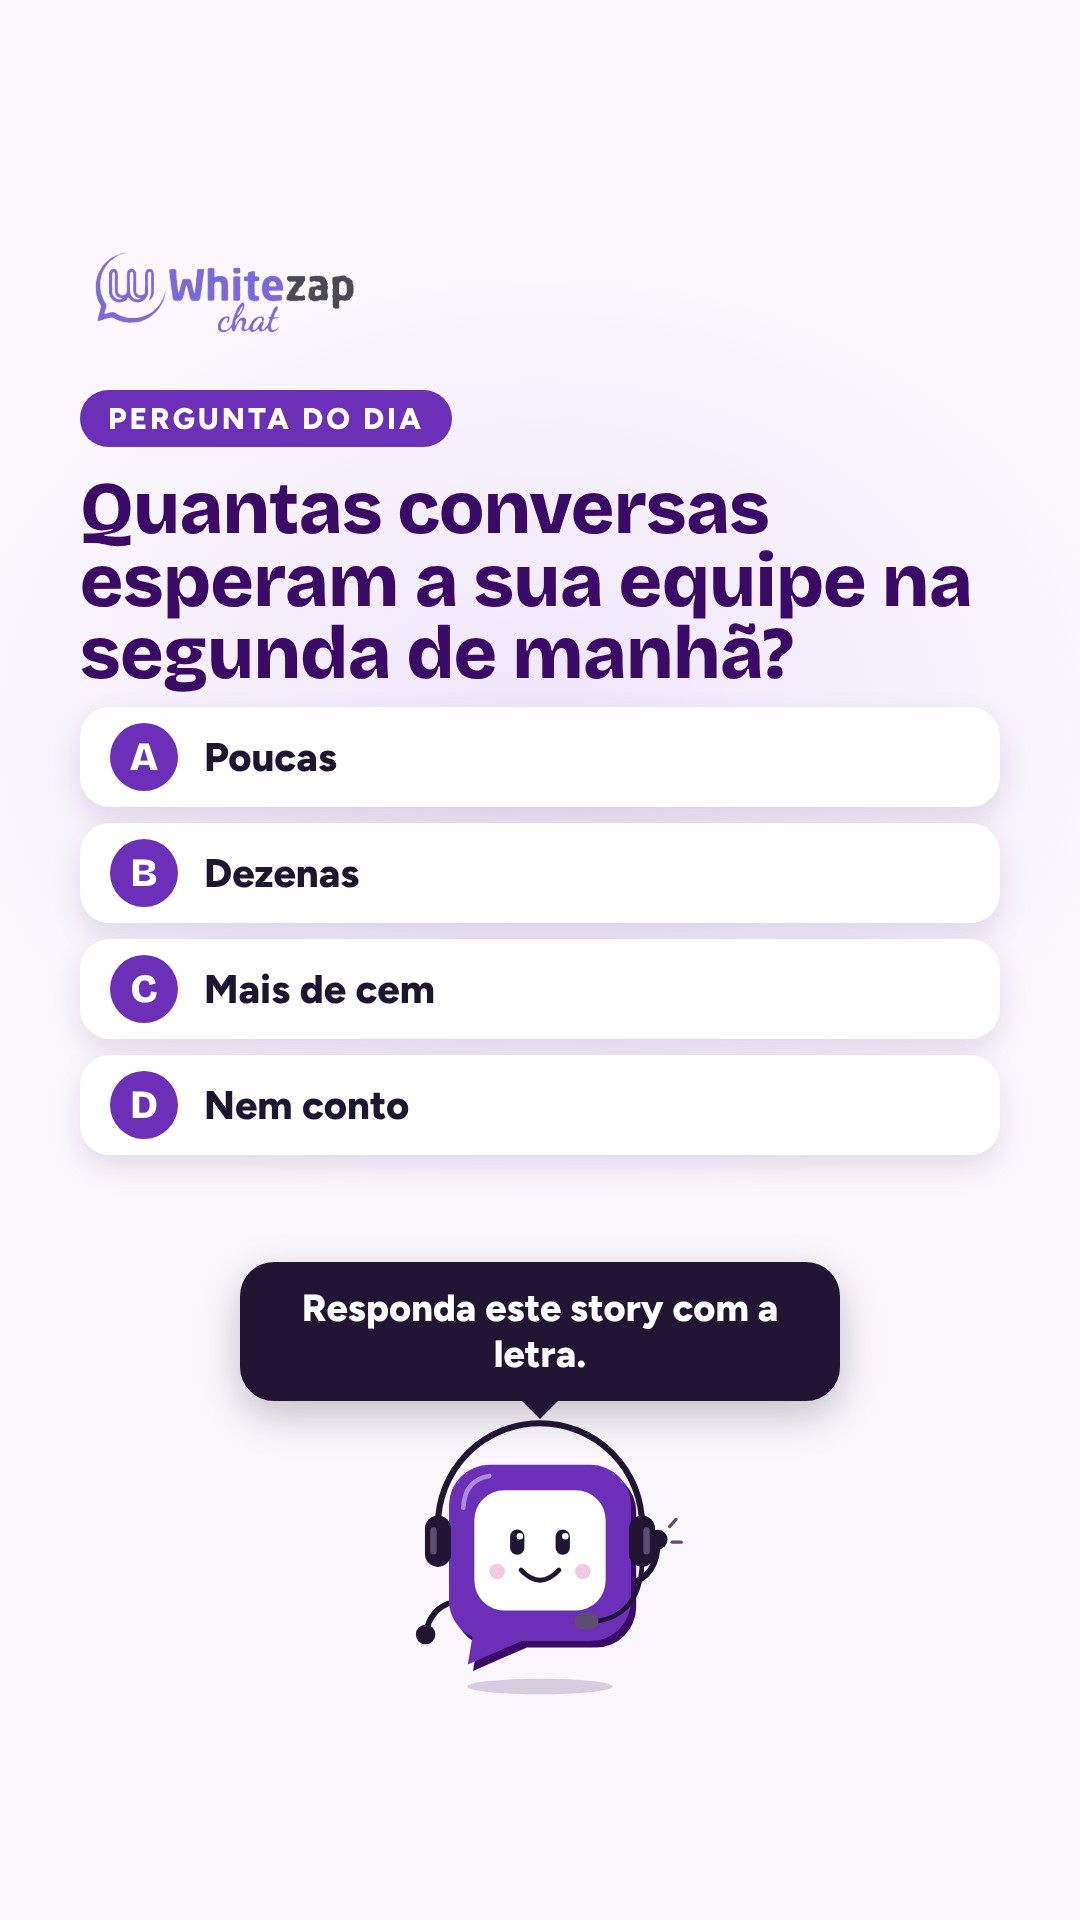 Whitezap
chat
PERGUNTA DO DIA
Quantas conversas
esperam a sua equipe na
segunda de manhã?
A Poucas
B Dezenas
C Mais de cem
D Nem conto
Responda este story com a
letra.